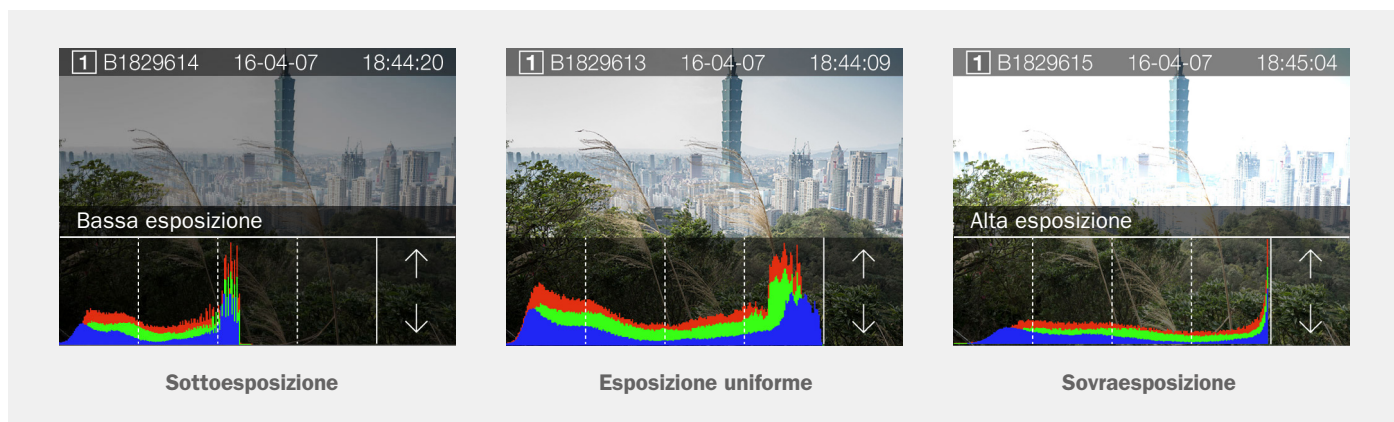 1 B1829614 16-04-07 18:44:20
Bassa esposizione
Sottoesposizione
1 B1829613 16-04-07 18:44:09
Esposizione uniforme
1 B1829615 16-04-07 18:45:04
Alta esposizione
Sovraesposizione